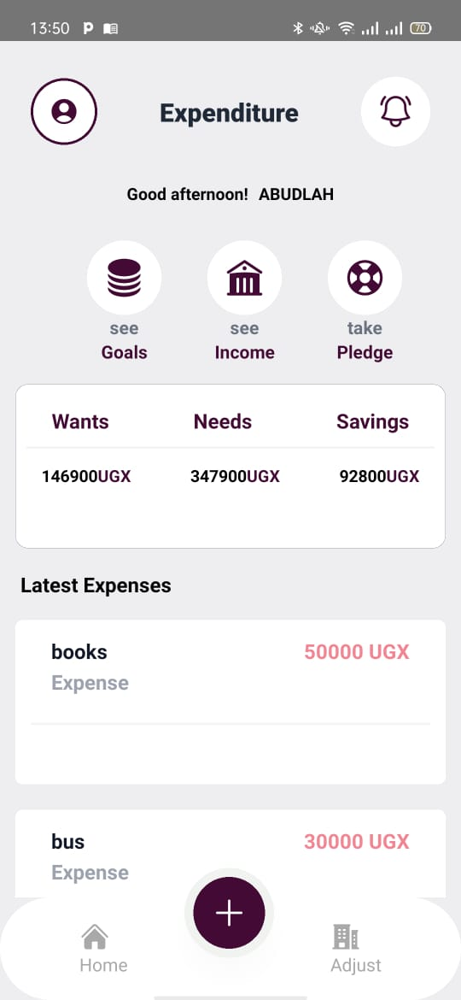 13:50 P 70
Expenditure
Good afternoon! ABUDLAH
see see take
Goals Income Pledge
Wants Needs Savings
146900UGX 347900UGX 92800UGX
Latest Expenses
books 50000 UGX
Expense
bus 30000 UGX
Expense
Home Adjust